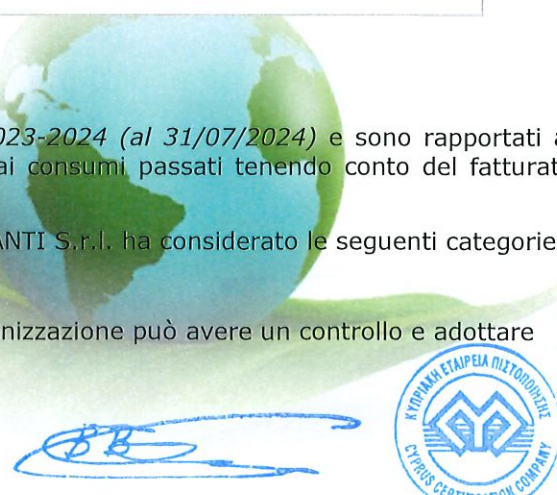 023-2024 (al 31/07/2024) e sono rapportati a
ai consumi passati tenendo conto del fatturat
ANTI S.r.l. ha considerato le seguenti categorie
nizzazione può avere un controllo e adottare
ΚΥΠΡΙΑΚΗ ΕΤΑΙΡΕΙΑ ΠΙΣΤΟΠΟΙΗΣΗΣ
CYPRUS CERTIFICATION COMPANY